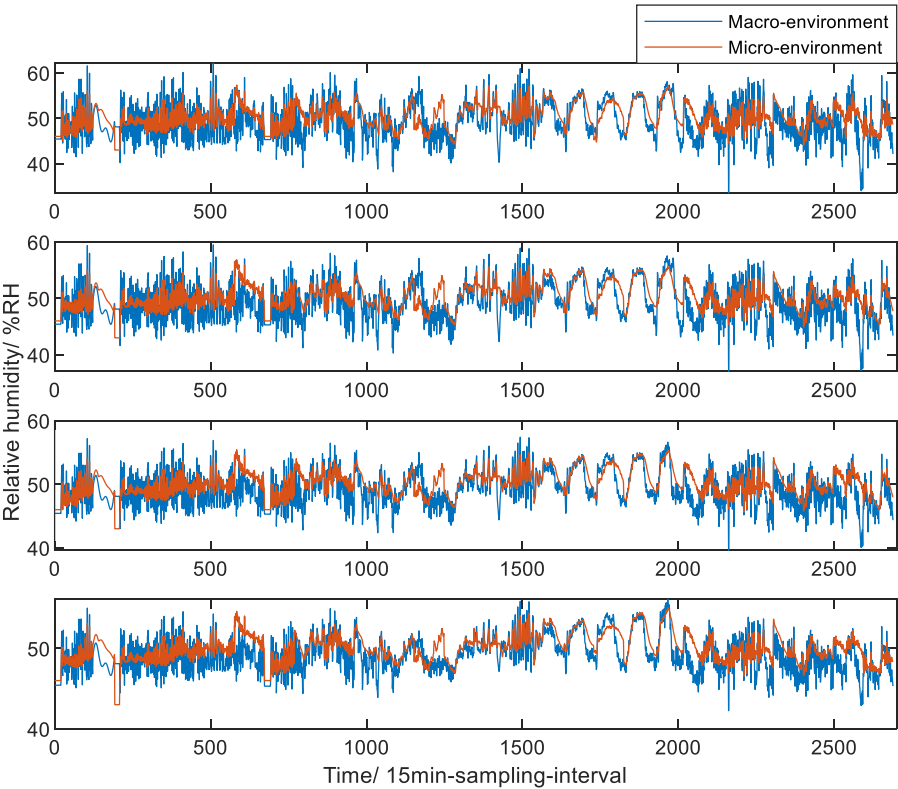 Macro-environment
Micro-environment
60
50
40
0 500 1000 1500 2000 2500
60
50
40
0 500 1000 1500 2000 2500
60
50
40
0 500 1000 1500 2000 2500
50
40
0 500 1000 1500 2000 2500
Relative humidity/ %RH
Time/ 15min-sampling-interval